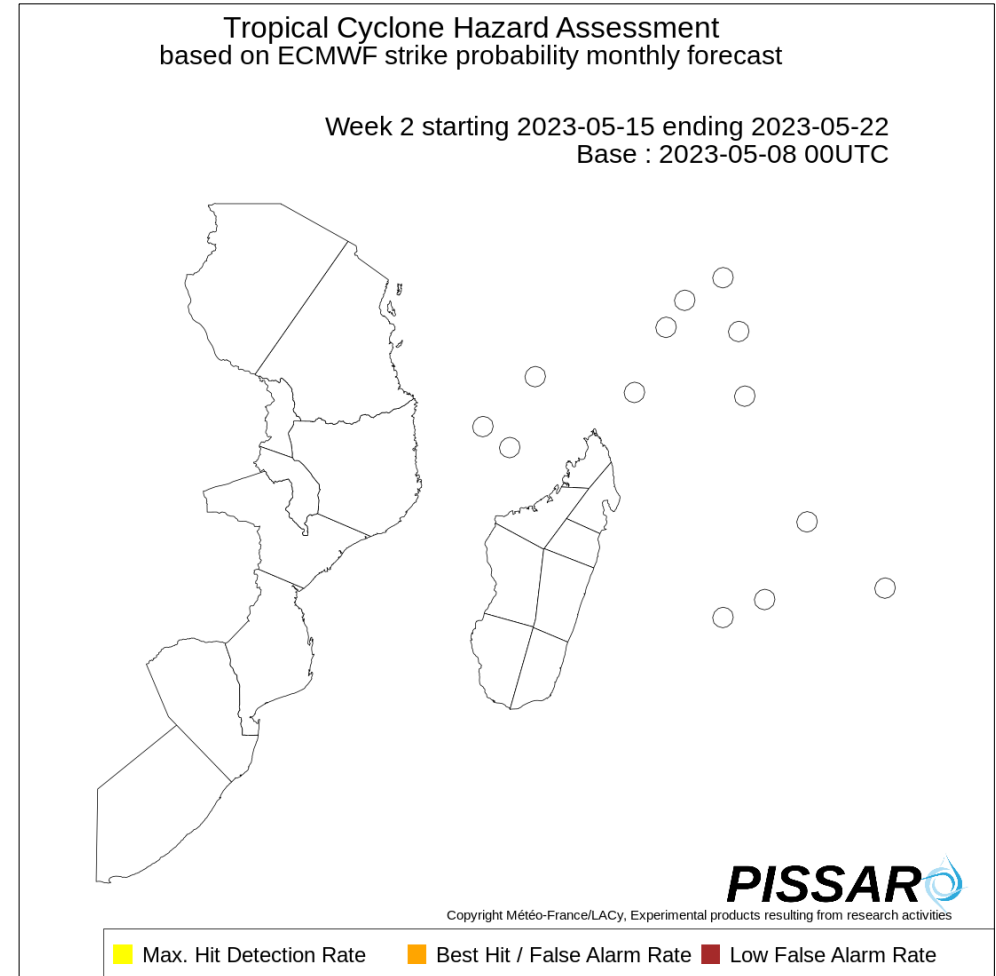 Tropical Cyclone Hazard Assessment
based on ECMWF strike probability monthly forecast
Week 2 starting 2023-05-15 ending 2023-05-22
Base : 2023-05-08 00UTC
PISSARO
Copyright Météo-France/LACy, Experimental products resulting from research activities
Max. Hit Detection Rate Best Hit / False Alarm Rate Low False Alarm Rate